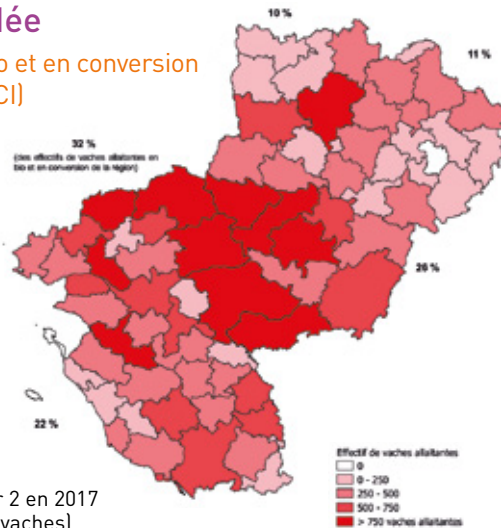 lée
o et en conversion
CI)
10 %
11 %
32 %
(des effectifs de vaches allaitantes en
bio et en conversion de la région)
26 %
22 %
Effectif de vaches allaitantes
0
0 - 250
250 - 500
500 - 750
> 750 vaches allaitantes
r 2 en 2017
vaches)